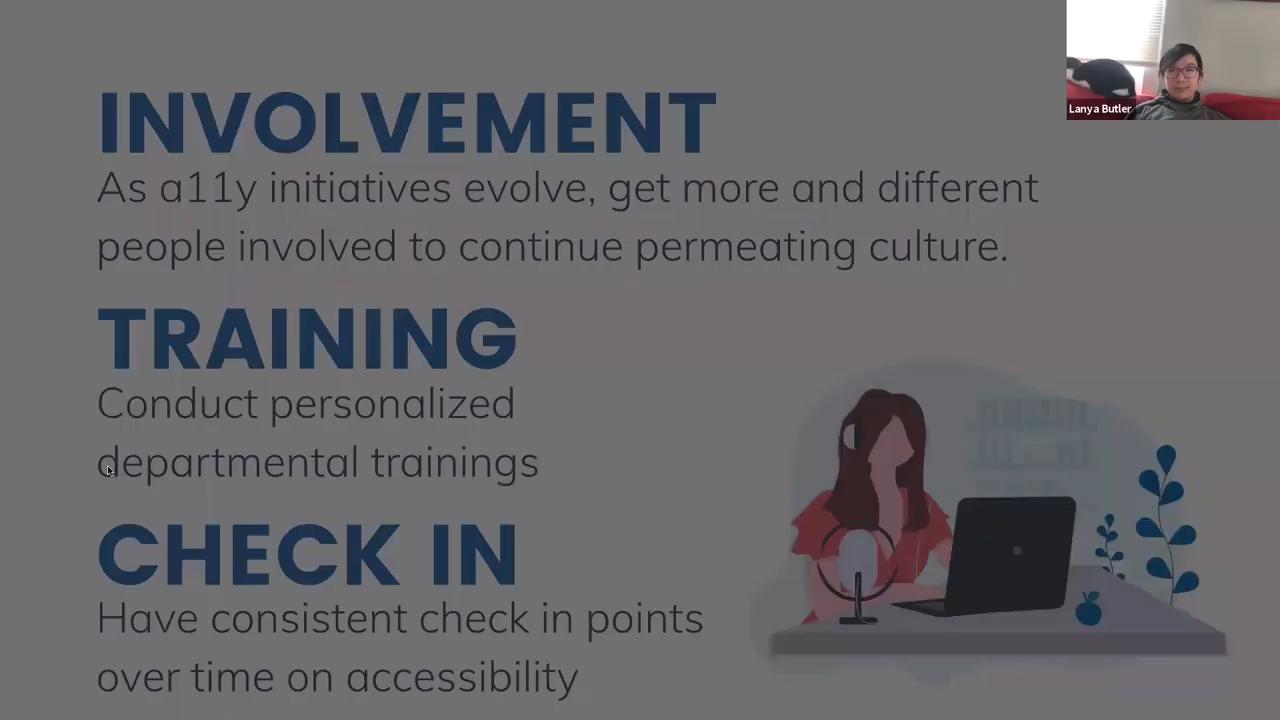 INVOLVEMENT
As a11y initiatives evolve, get more and different
people involved to continue permeating culture.
TRAINING
Conduct personalized
departmental trainings
CHECK IN
Have consistent check in points
over time on accessibility
Lanya Butler